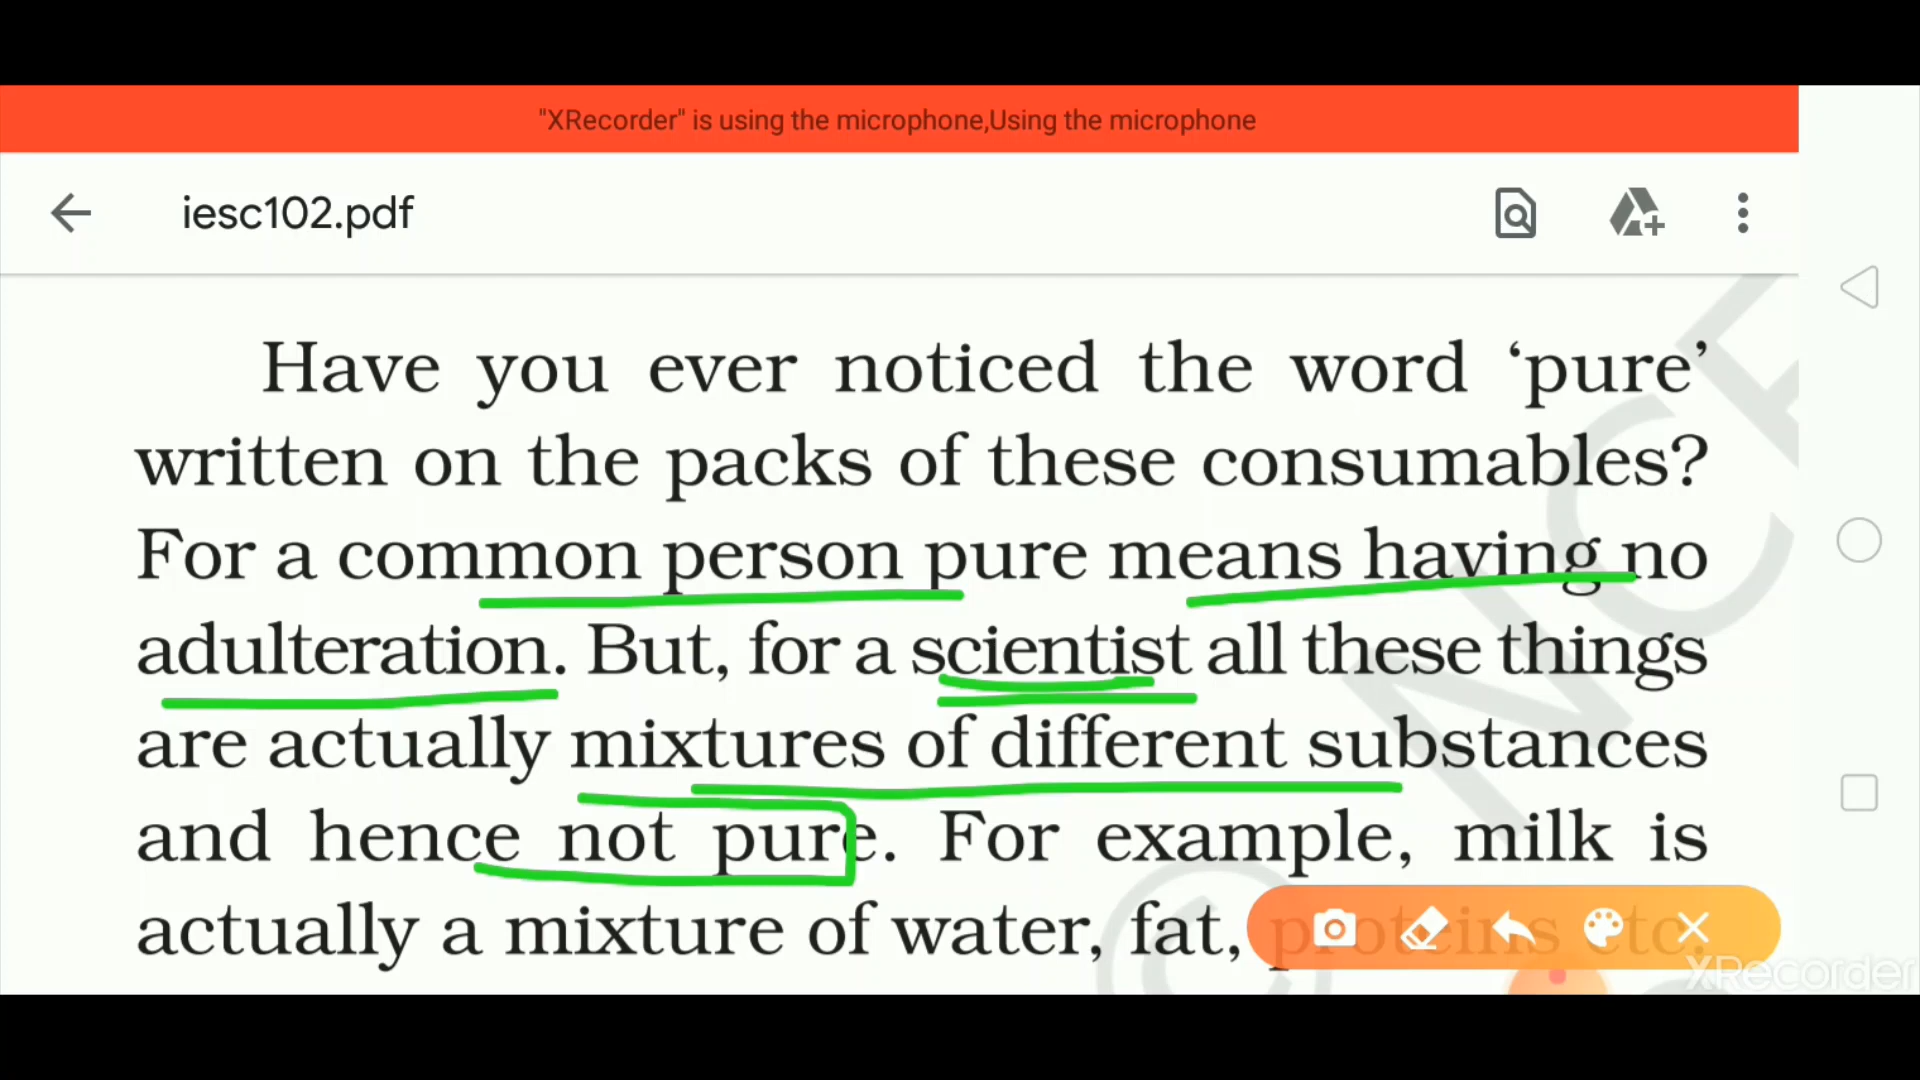 "XRecorder" is using the microphone,Using the microphone
iesc102.pdf
Have you ever noticed the word ‘pure’
written on the packs of these consumables?
For a common person pure means having no
adulteration. But, for a scientist all these things
are actually mixtures of different substances
and hence not pure. For example, milk is
actually a mixture of water, fat, proteins etc.
XRecorder